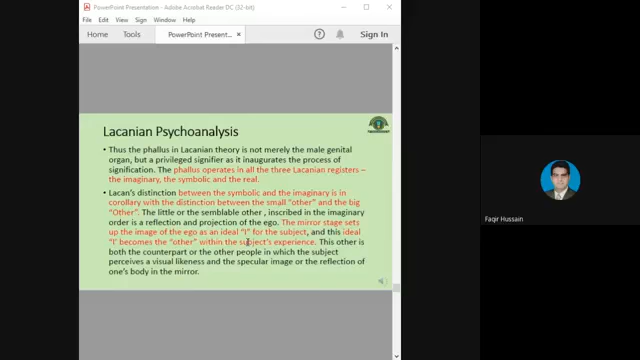 PowerPoint Presentation - Adobe Acrobat Reader DC (32-bit)
File Edit View Sign Window Help
Home Tools PowerPoint Present... × Sign In
Lacanian Psychoanalysis
• Thus the phallus in Lacanian theory is not merely the male genital
organ, but a privileged signifier as it inaugurates the process of
signification. The phallus operates in all the three Lacanian registers –
the imaginary, the symbolic and the real.
• Lacan's distinction between the symbolic and the imaginary is in
corollary with the distinction between the small “other” and the big
“Other”. The little or the semblable other , inscribed in the imaginary
order is a reflection and projection of the ego. The mirror stage sets
up the image of the ego as an ideal “I” for the subject, and this ideal
“I’ becomes the “other” within the subject's experience. This other is
both the counterpart or the other people in which the subject
perceives a visual likeness and the specular image or the reflection of
one's body in the mirror.
Faqir Hussain